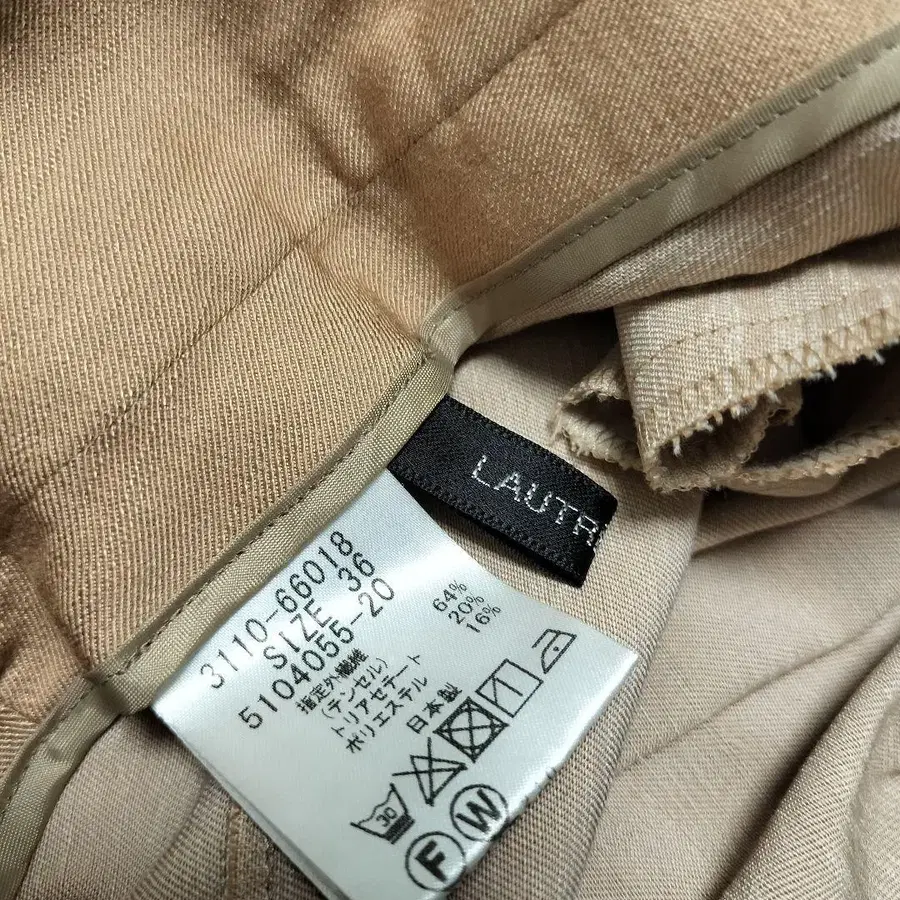 LAUTR
3110-66018
SIZE 36
5104055-20
指定外繊維
(テンセル) 64%
トリアセテート 20%
ポリエステル 16%
日本製
30
F W